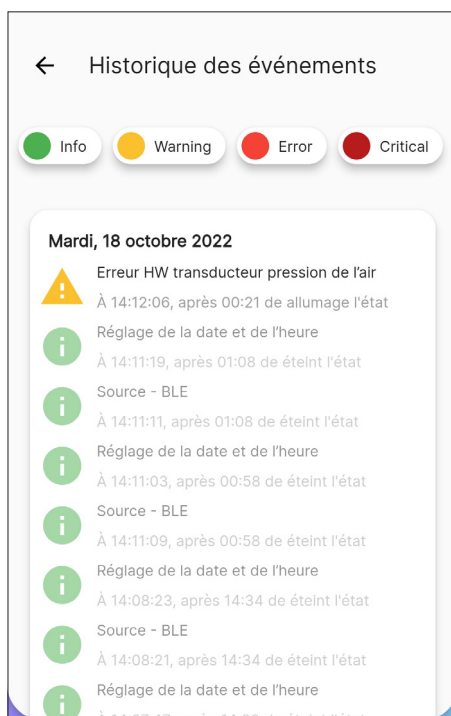 Historique des événements
Info
Warning
Error
Critical
Mardi, 18 octobre 2022
Erreur HW transducteur pression de l'air
À 14:12:06, après 00:21 de allumage l'état
Réglage de la date et de l'heure
À 14:11:19, après 01:08 de éteint l'état
Source - BLE
À 14:11:11, après 01:08 de éteint l'état
Réglage de la date et de l'heure
À 14:11:03, après 00:58 de éteint l'état
Source - BLE
À 14:11:09, après 00:58 de éteint l'état
Réglage de la date et de l'heure
À 14:08:23, après 14:34 de éteint l'état
Source - BLE
À 14:08:21, après 14:34 de éteint l'état
Réglage de la date et de l'heure